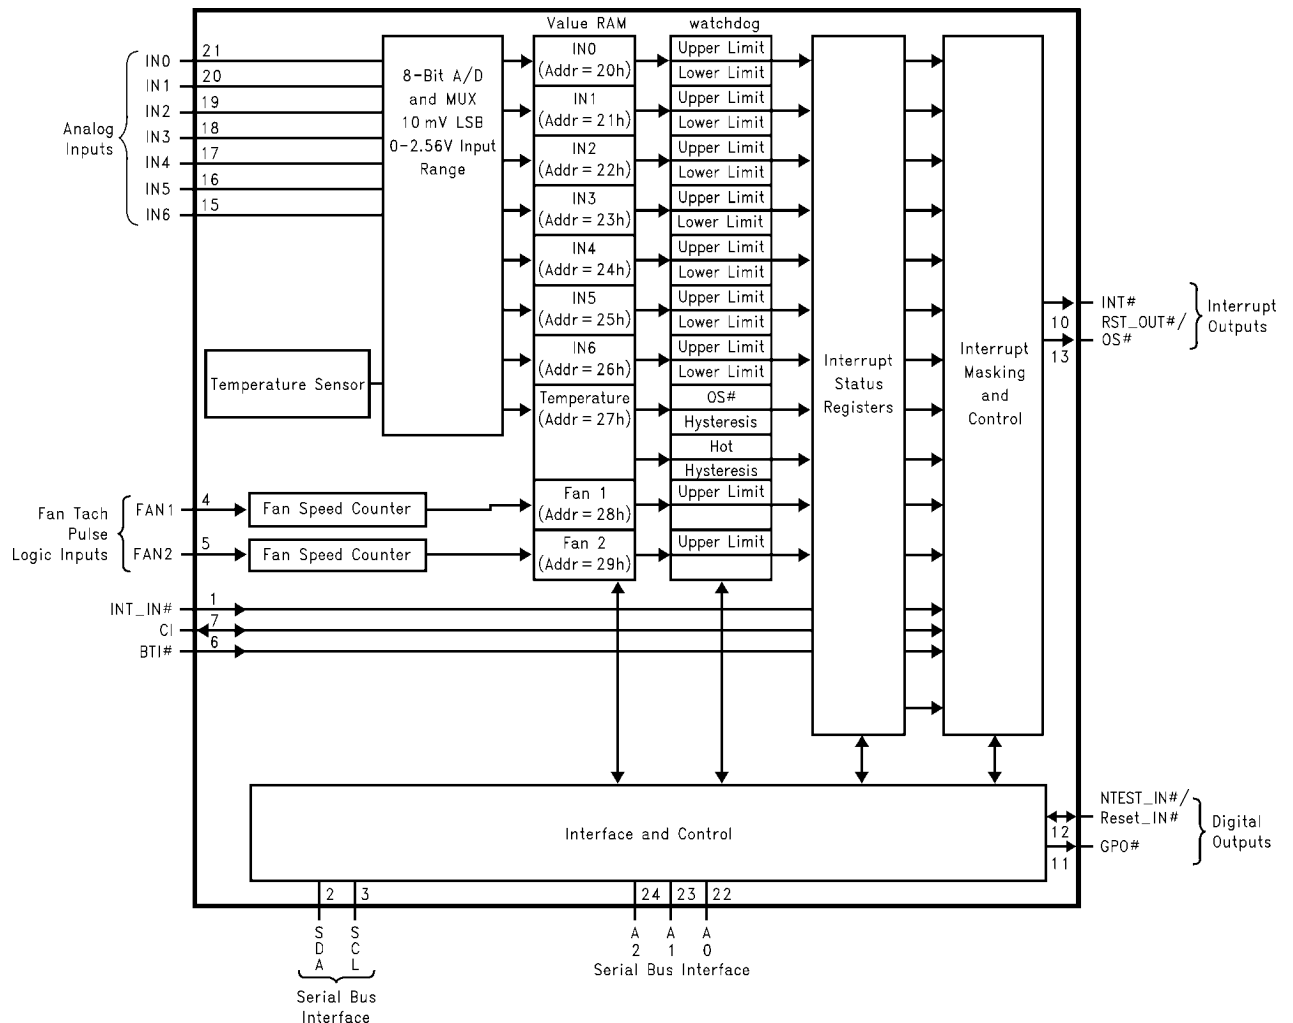 Value RAM
watchdog
Analog
Inputs
IN0
21
IN1
20
IN2
19
IN3
18
IN4
17
IN5
16
IN6
15
8-Bit A/D
and MUX
10 mV LSB
0-2.56V Input
Range
Temperature Sensor
IN0
(Addr = 20h)
IN1
(Addr = 21h)
IN2
(Addr = 22h)
IN3
(Addr = 23h)
IN4
(Addr = 24h)
IN5
(Addr = 25h)
IN6
(Addr = 26h)
Temperature
(Addr = 27h)
Fan 1
(Addr = 28h)
Fan 2
(Addr = 29h)
Upper Limit
Lower Limit
Upper Limit
Lower Limit
Upper Limit
Lower Limit
Upper Limit
Lower Limit
Upper Limit
Lower Limit
Upper Limit
Lower Limit
Upper Limit
Lower Limit
OS#
Hysteresis
Hot
Hysteresis
Upper Limit
Upper Limit
Interrupt
Status
Registers
Interrupt
Masking
and
Control
INT#
10
RST_OUT#/
OS#
13
Interrupt
Outputs
Fan Tach
Pulse
Logic Inputs
FAN1
4
Fan Speed Counter
FAN2
5
Fan Speed Counter
INT_IN#
1
CI
7
BTI#
6
Interface and Control
NTEST_IN#/
Reset_IN#
12
GPO#
11
Digital
Outputs
2
3
24
23
22
SDA
SCL
A2
A1
A0
Serial Bus Interface
Serial Bus
Interface